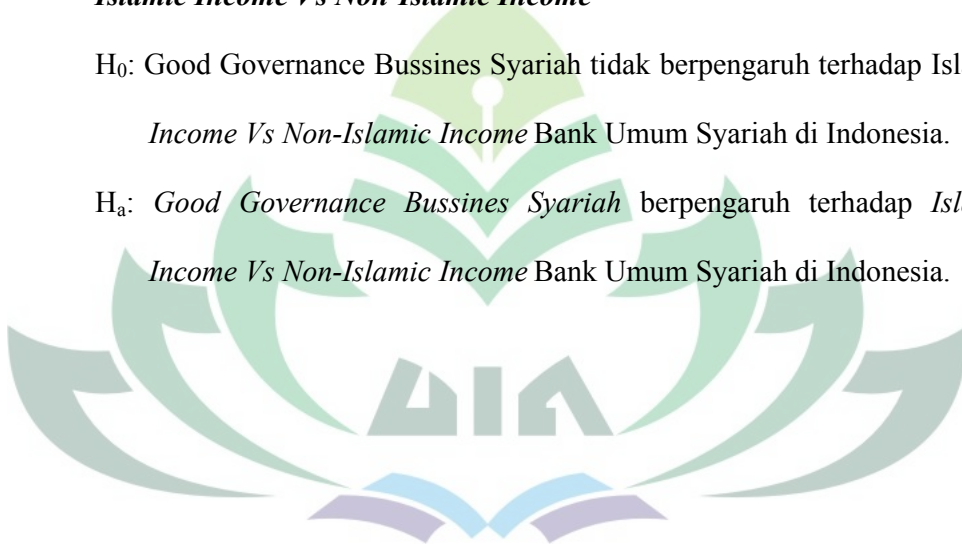 Islamic Income Vs Non-Islamic Income
H₀: Good Governance Bussines Syariah tidak berpengaruh terhadap
Income Vs Non-Islamic Income Bank Umum Syariah di Indonesia.
Hₐ: Good Governance Bussines Syariah berpengaruh terhadap
Income Vs Non-Islamic Income Bank Umum Syariah di Indonesia.
UIN